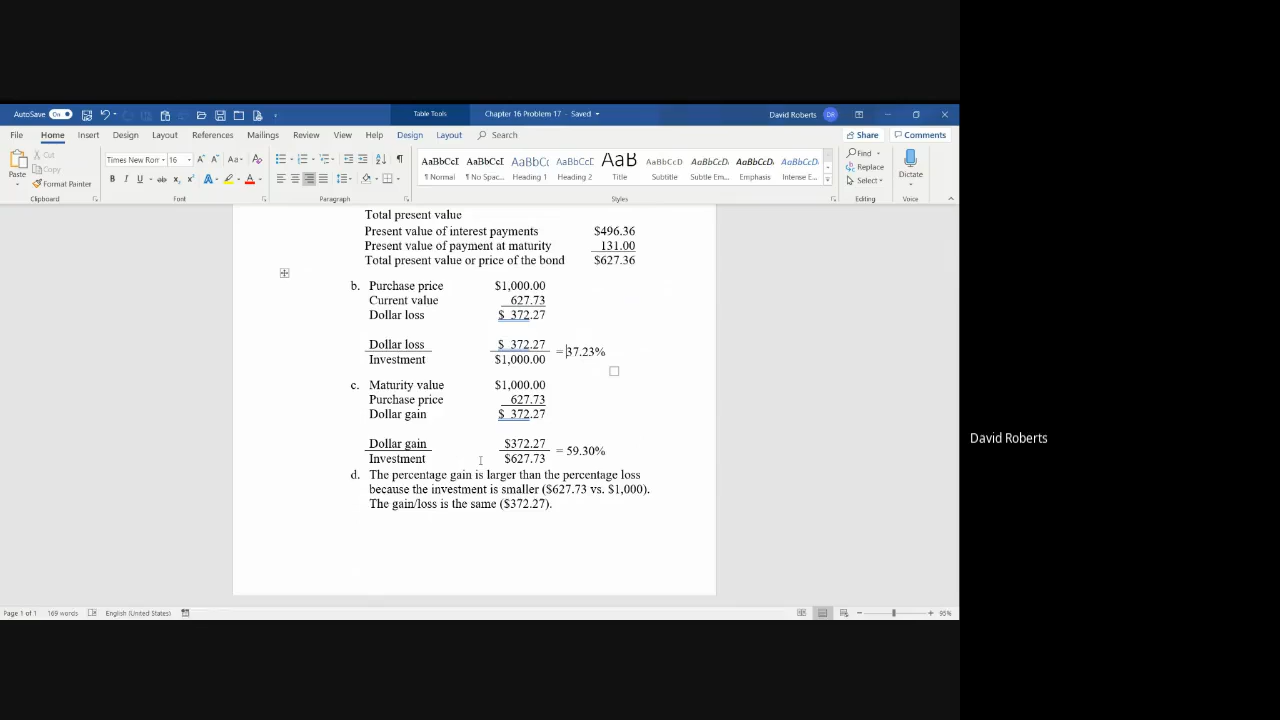 AutoSave On
Table Tools
Chapter 16 Problem 17 - Saved
David Roberts DR
File Home Insert Design Layout References Mailings Review View Help Design Layout Search
Share Comments
Paste
Cut
Copy
Format Painter
Times New Ror 16
B I U
AaBbCcI AaBbCcI AaBbC( AaBbCcE AaB AaBbCcD AaBbCcD AaBbCcD AaBbCcD
¶ Normal ¶ No Spac... Heading 1 Heading 2 Title Subtitle Subtle Em... Emphasis Intense E...
Find
Replace
Select
Dictate
Clipboard Font Paragraph Styles Editing Voice
Total present value
Present value of interest payments $496.36
Present value of payment at maturity 131.00
Total present value or price of the bond $627.36
b. Purchase price $1,000.00
Current value 627.73
Dollar loss $ 372.27
Dollar loss $ 372.27
Investment $1,000.00
= 37.23%
c. Maturity value $1,000.00
Purchase price 627.73
Dollar gain $ 372.27
Dollar gain $372.27
Investment $627.73
= 59.30%
d. The percentage gain is larger than the percentage loss
because the investment is smaller ($627.73 vs. $1,000).
The gain/loss is the same ($372.27).
Page 1 of 1 169 words English (United States)
95%
David Roberts